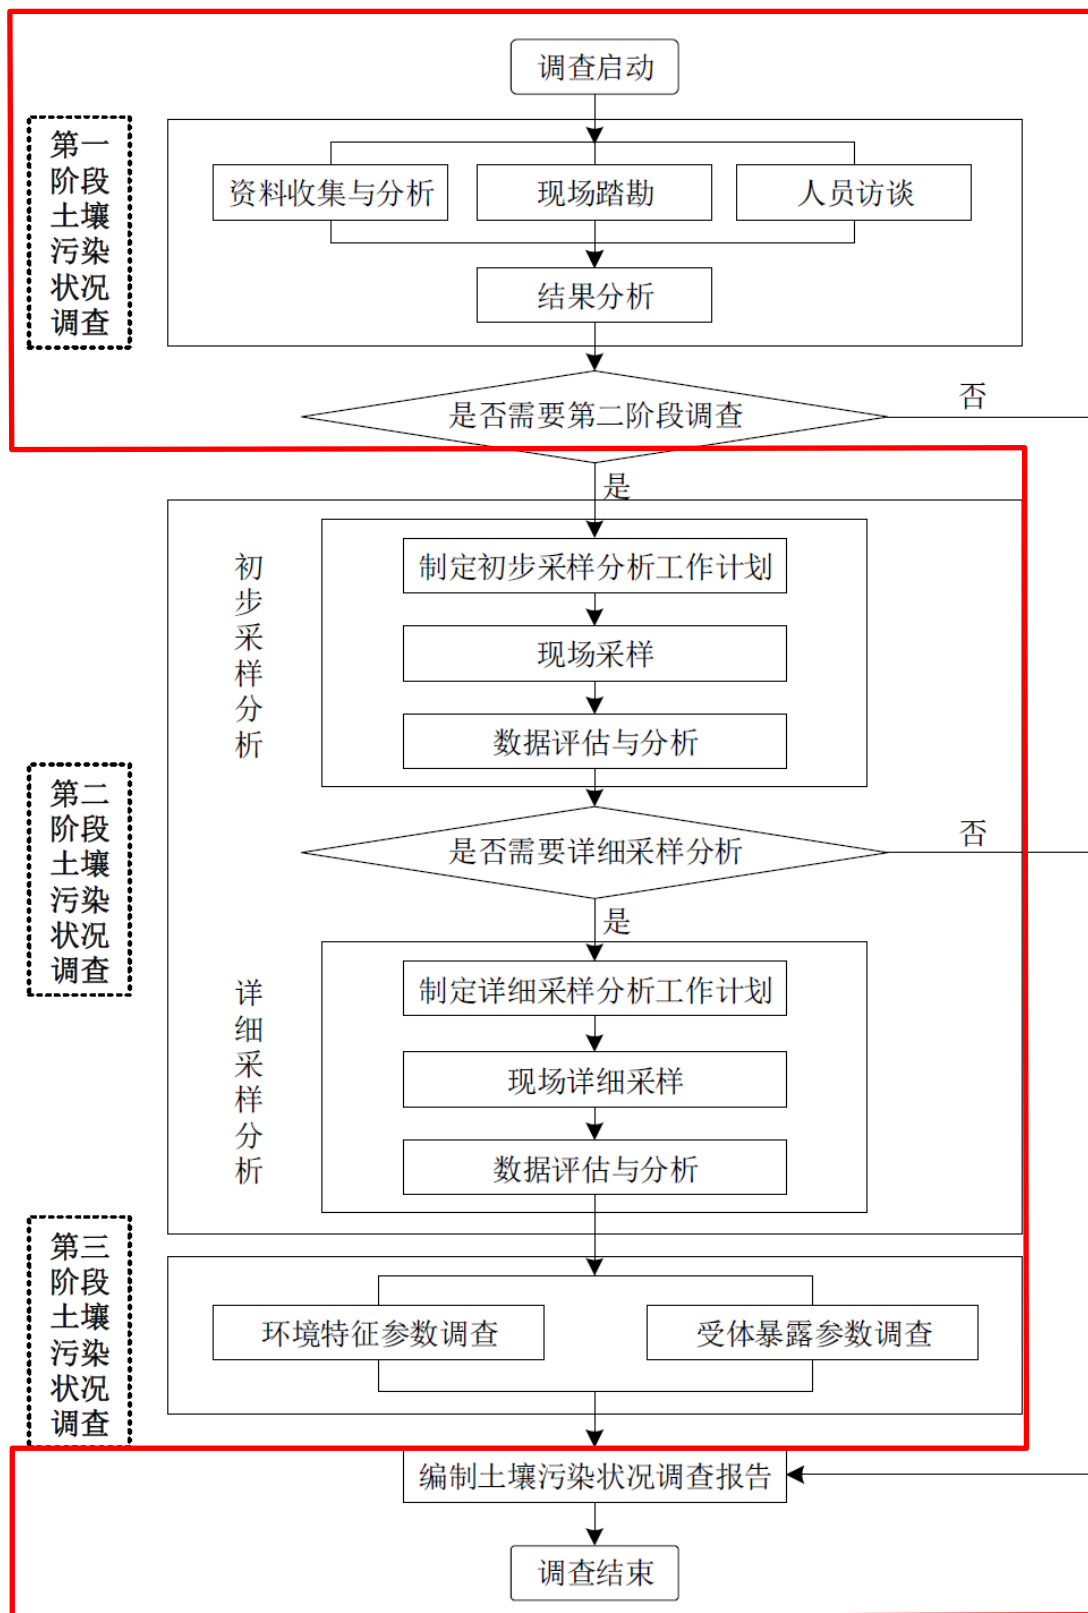 调查启动
第一
阶段
土壤
污染
状况
调查
资料收集与分析
现场踏勘
人员访谈
结果分析
是否需要第二阶段调查
否
是
第二
阶段
土壤
污染
状况
调查
初
步
采
样
分
析
制定初步采样分析工作计划
现场采样
数据评估与分析
是否需要详细采样分析
否
是
详
细
采
样
分
析
制定详细采样分析工作计划
现场详细采样
数据评估与分析
第三
阶段
土壤
污染
状况
调查
环境特征参数调查
受体暴露参数调查
编制土壤污染状况调查报告
调查结束